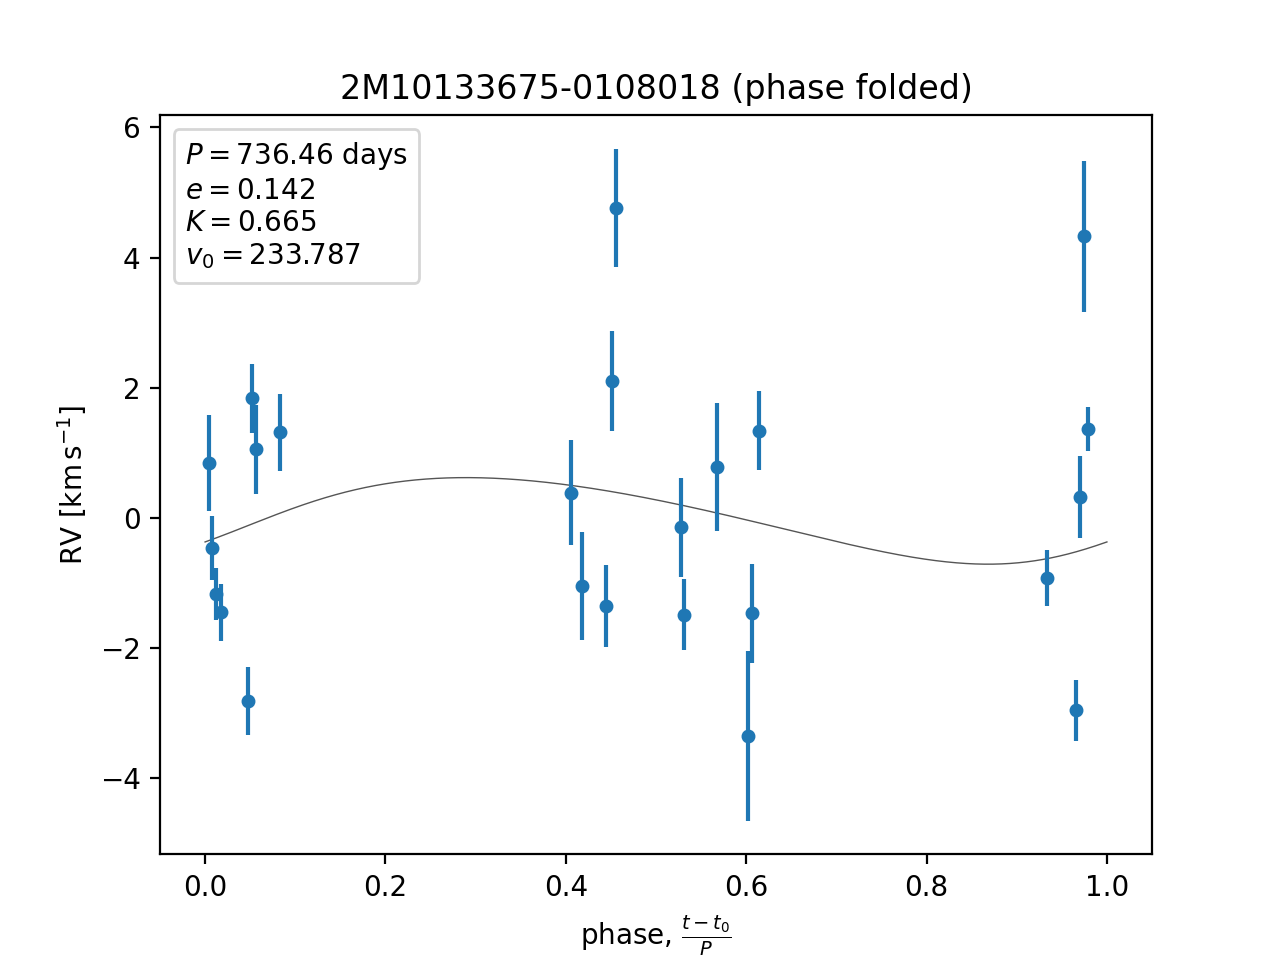 2M10133675-0108018 (phase folded)
P = 736.46 days
e = 0.142
K = 0.665
v₀ = 233.787
6
4
2
0
−2
−4
RV [km s⁻¹]
0.0 0.2 0.4 0.6 0.8 1.0
phase, (t − t₀)/P